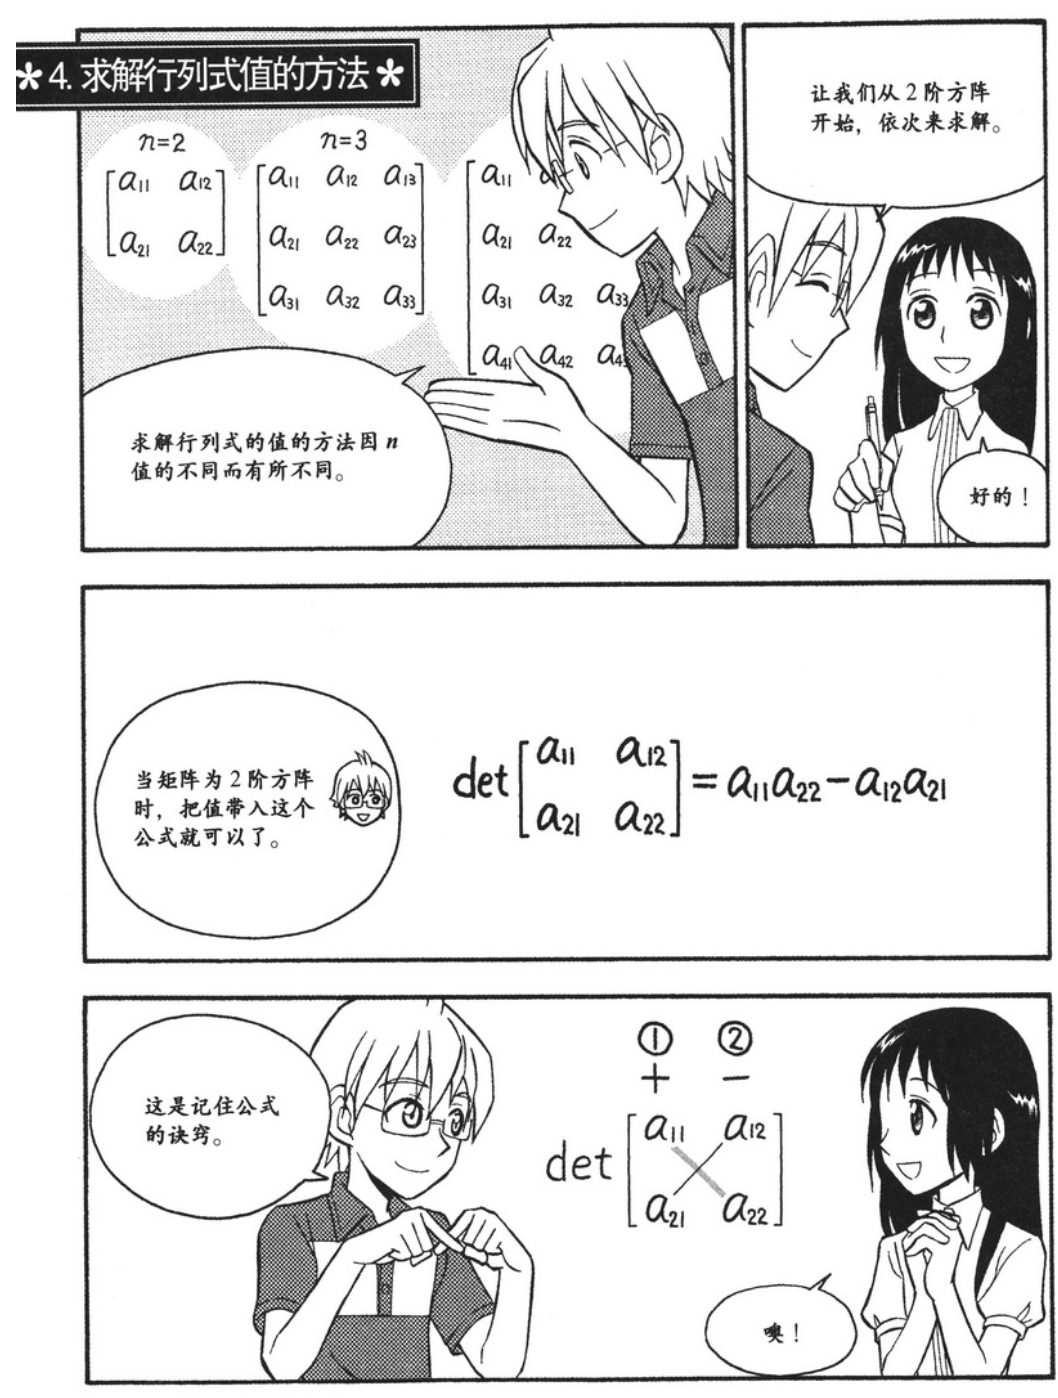 *4. 求解行列式值的方法*
n=2
a11 a12
a21 a22
n=3
a11 a12 a13
a21 a22 a23
a31 a32 a33
a11
a21 a22
a31 a32 a33
a41 a42
求解行列式的值的方法因 n
值的不同而有所不同。
让我们从 2 阶方阵
开始，依次来求解。
好的！
当矩阵为 2 阶方阵
时，把值带入这个
公式就可以了。
det [a11 a12
a21 a22] = a11a22−a12a21
这是记住公式
的诀窍。
① ②
+ −
det [a11 a12
a21 a22]
噢！